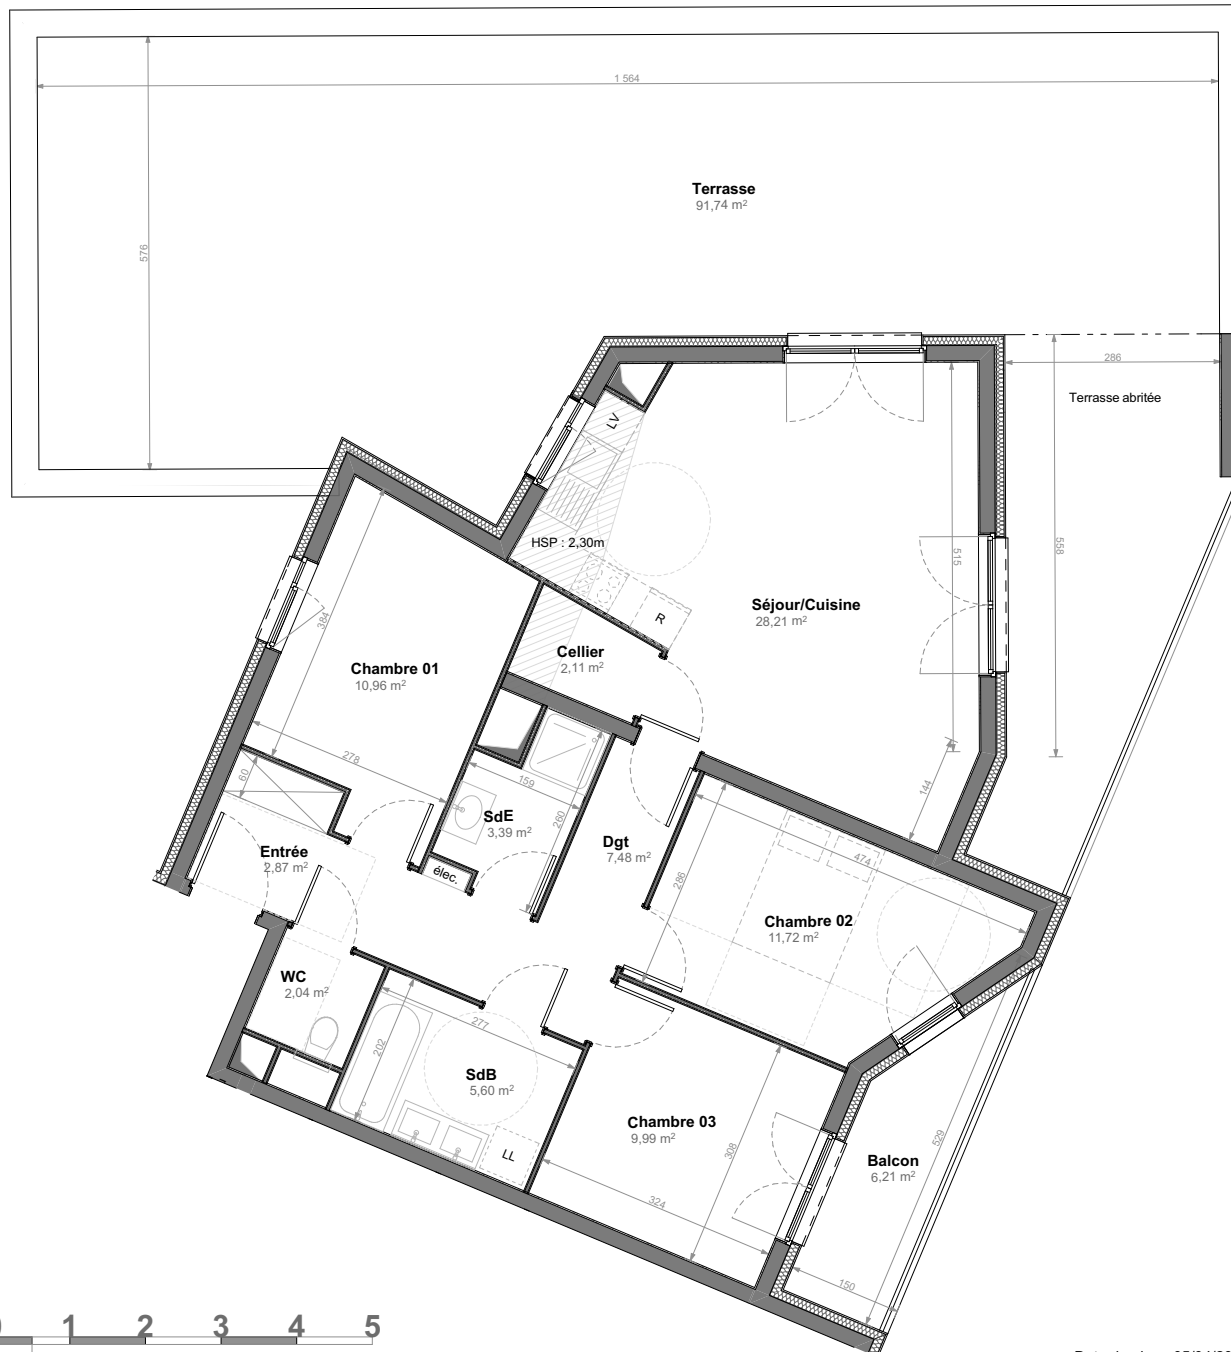 1 564
576
Terrasse
91,74 m²
286
Terrasse abritée
558
515
LV
HSP : 2,30m
R
Séjour/Cuisine
28,21 m²
Cellier
2,11 m²
384
Chambre 01
10,96 m²
278
60
159
260
SdE
3,39 m²
élec.
Entrée
2,87 m²
Dgt
7,48 m²
144
474
286
Chambre 02
11,72 m²
WC
2,04 m²
277
202
SdB
5,60 m²
LL
Chambre 03
9,99 m²
308
324
Balcon
6,21 m²
529
150
1 2 3 4 5